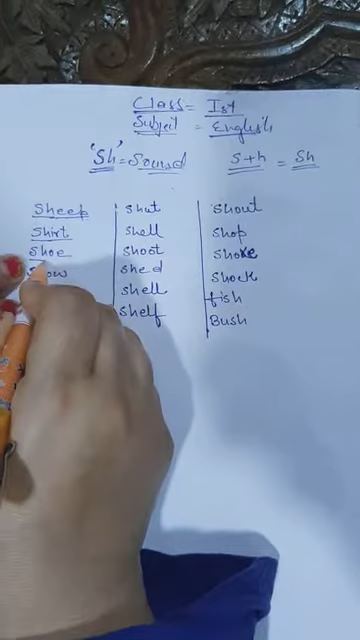 Class = Ist
Subject = English
'Sh' = Sound s+h = Sh
Sheep shut shout
Shirt shell shop
Shoe shoot
shed shock
shell fish
shelf Bush